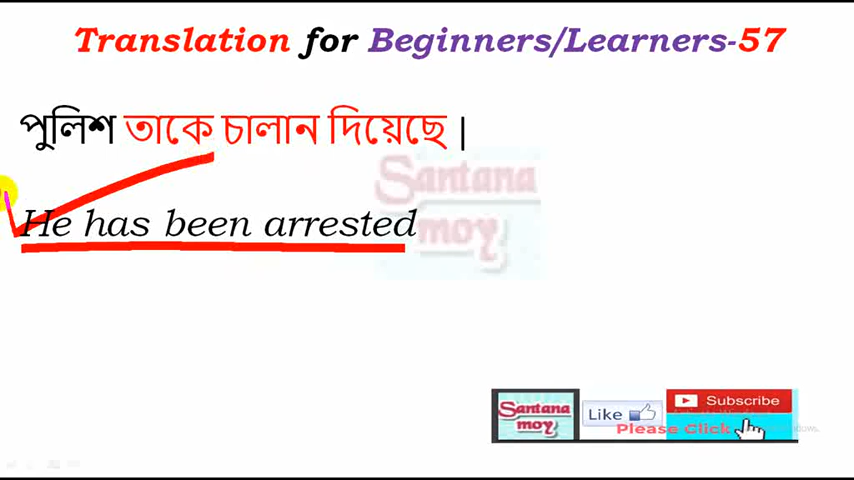 Translation for Beginners/Learners-57
পুলিশ তাকে চালান দিয়েছে |
Santana
moy
He has been arrested
Santana
moy
Like
Subscribe
Please Click